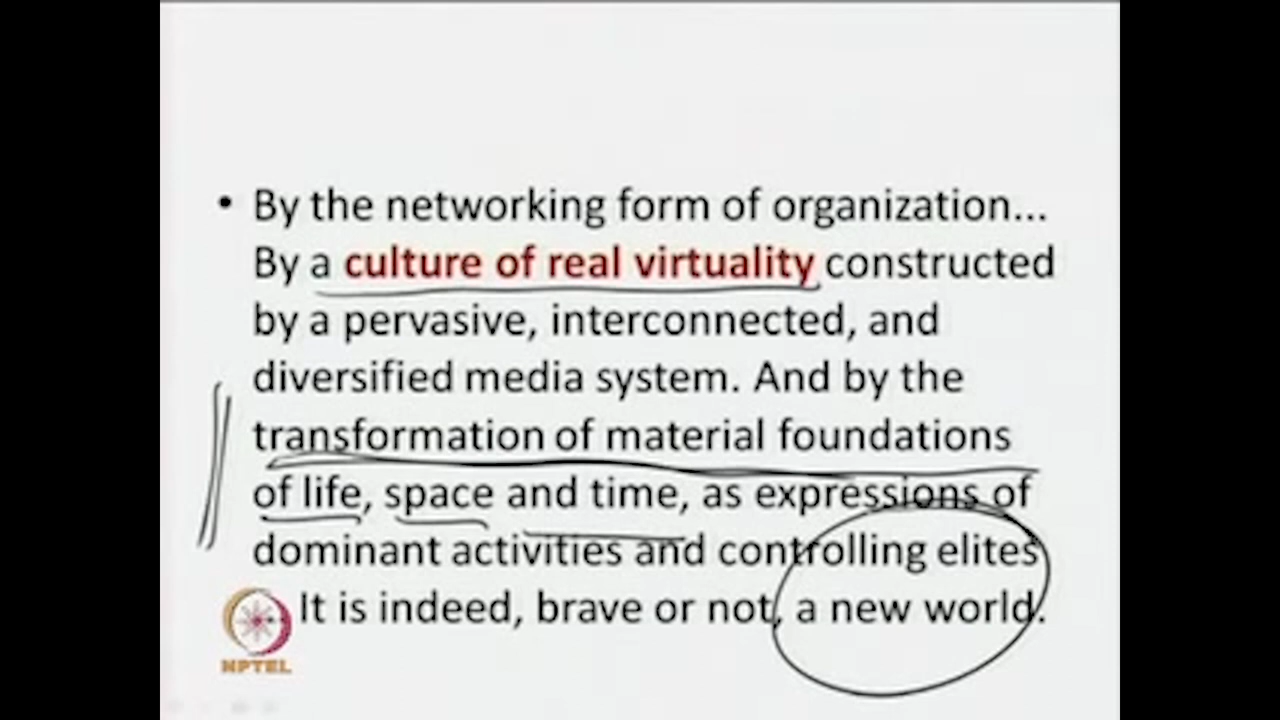 • By the networking form of organization...
By a culture of real virtuality constructed
by a pervasive, interconnected, and
diversified media system. And by the
transformation of material foundations
of life, space and time, as expressions of
dominant activities and controlling elites
It is indeed, brave or not, a new world.
NPTEL